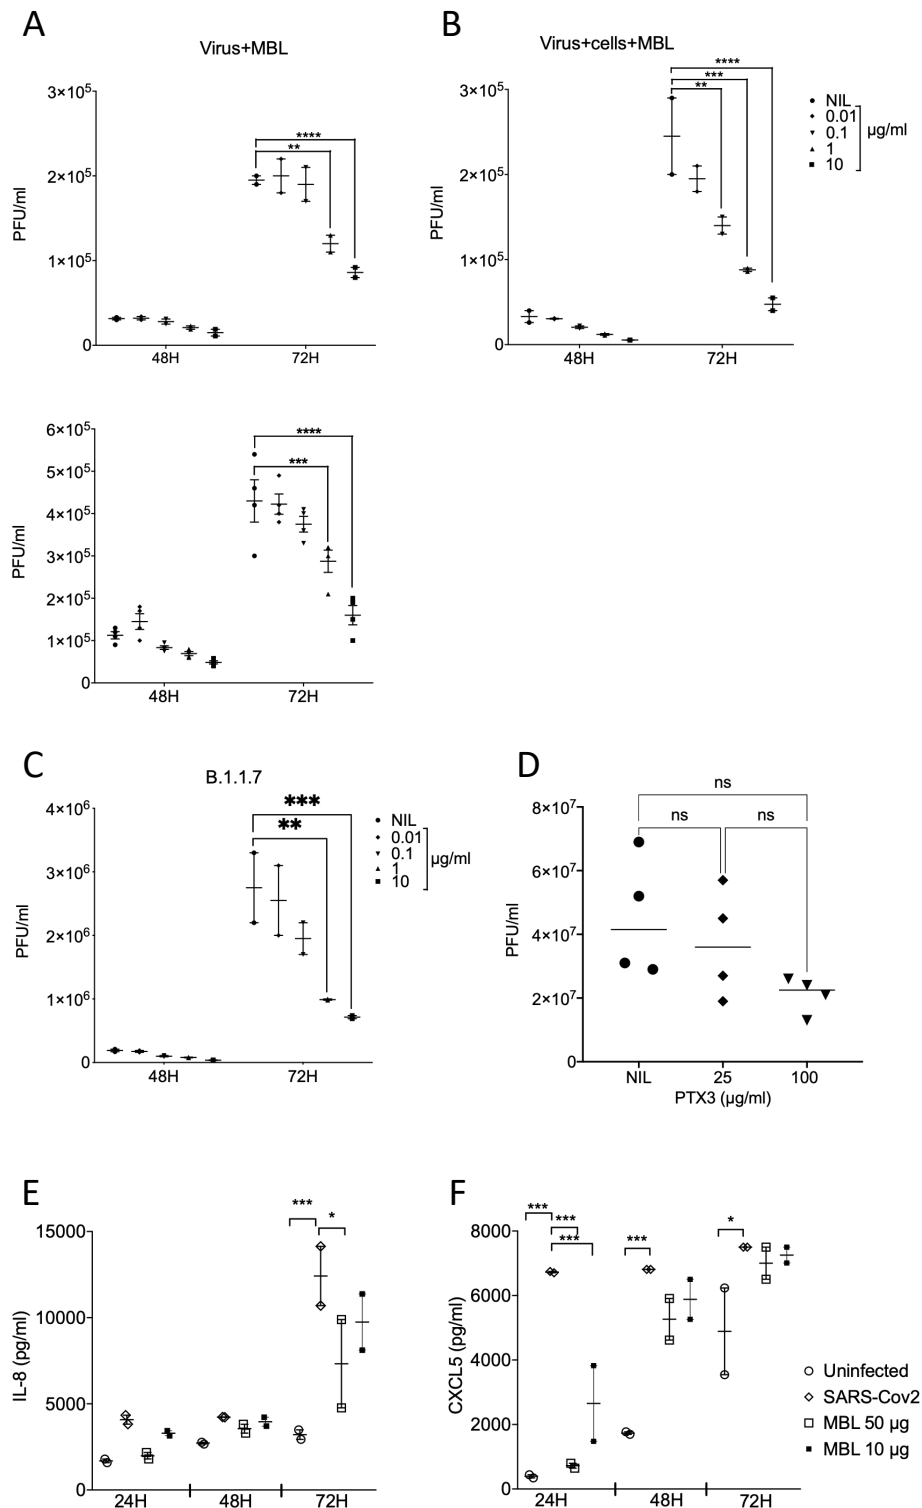 A
B
Virus+MBL
Virus+cells+MBL
3×10⁵
2×10⁵
1×10⁵
0
PFU/ml
**
****
48H
72H
3×10⁵
2×10⁵
1×10⁵
0
PFU/ml
****
***
**
48H
72H
NIL
0.01
0.1
1
10
µg/ml
6×10⁵
5×10⁵
4×10⁵
3×10⁵
2×10⁵
1×10⁵
0
PFU/ml
****
***
48H
72H
C
B.1.1.7
4×10⁶
3×10⁶
2×10⁶
1×10⁶
0
PFU/ml
***
**
48H
72H
NIL
0.01
0.1
1
10
µg/ml
D
8×10⁷
6×10⁷
4×10⁷
2×10⁷
0
PFU/ml
ns
ns
ns
NIL
25
100
PTX3 (µg/ml)
E
15000
10000
5000
0
IL-8 (pg/ml)
***
*
24H
48H
72H
F
8000
6000
4000
2000
0
CXCL5 (pg/ml)
***
***
***
***
*
24H
48H
72H
Uninfected
SARS-Cov2
MBL 50 µg
MBL 10 µg